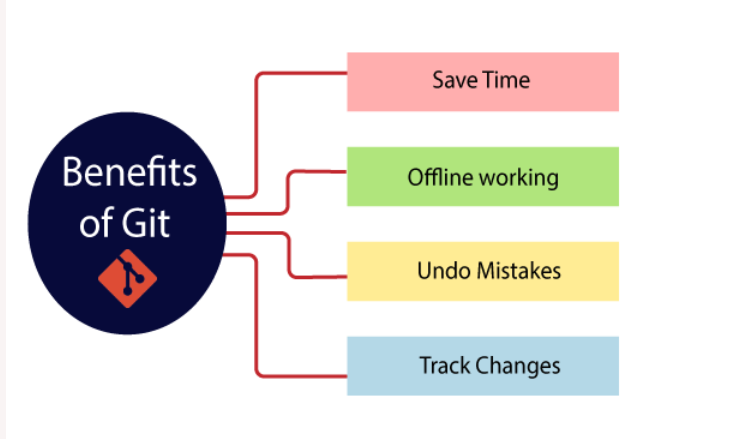 Benefits
of Git
Save Time
Offline working
Undo Mistakes
Track Changes